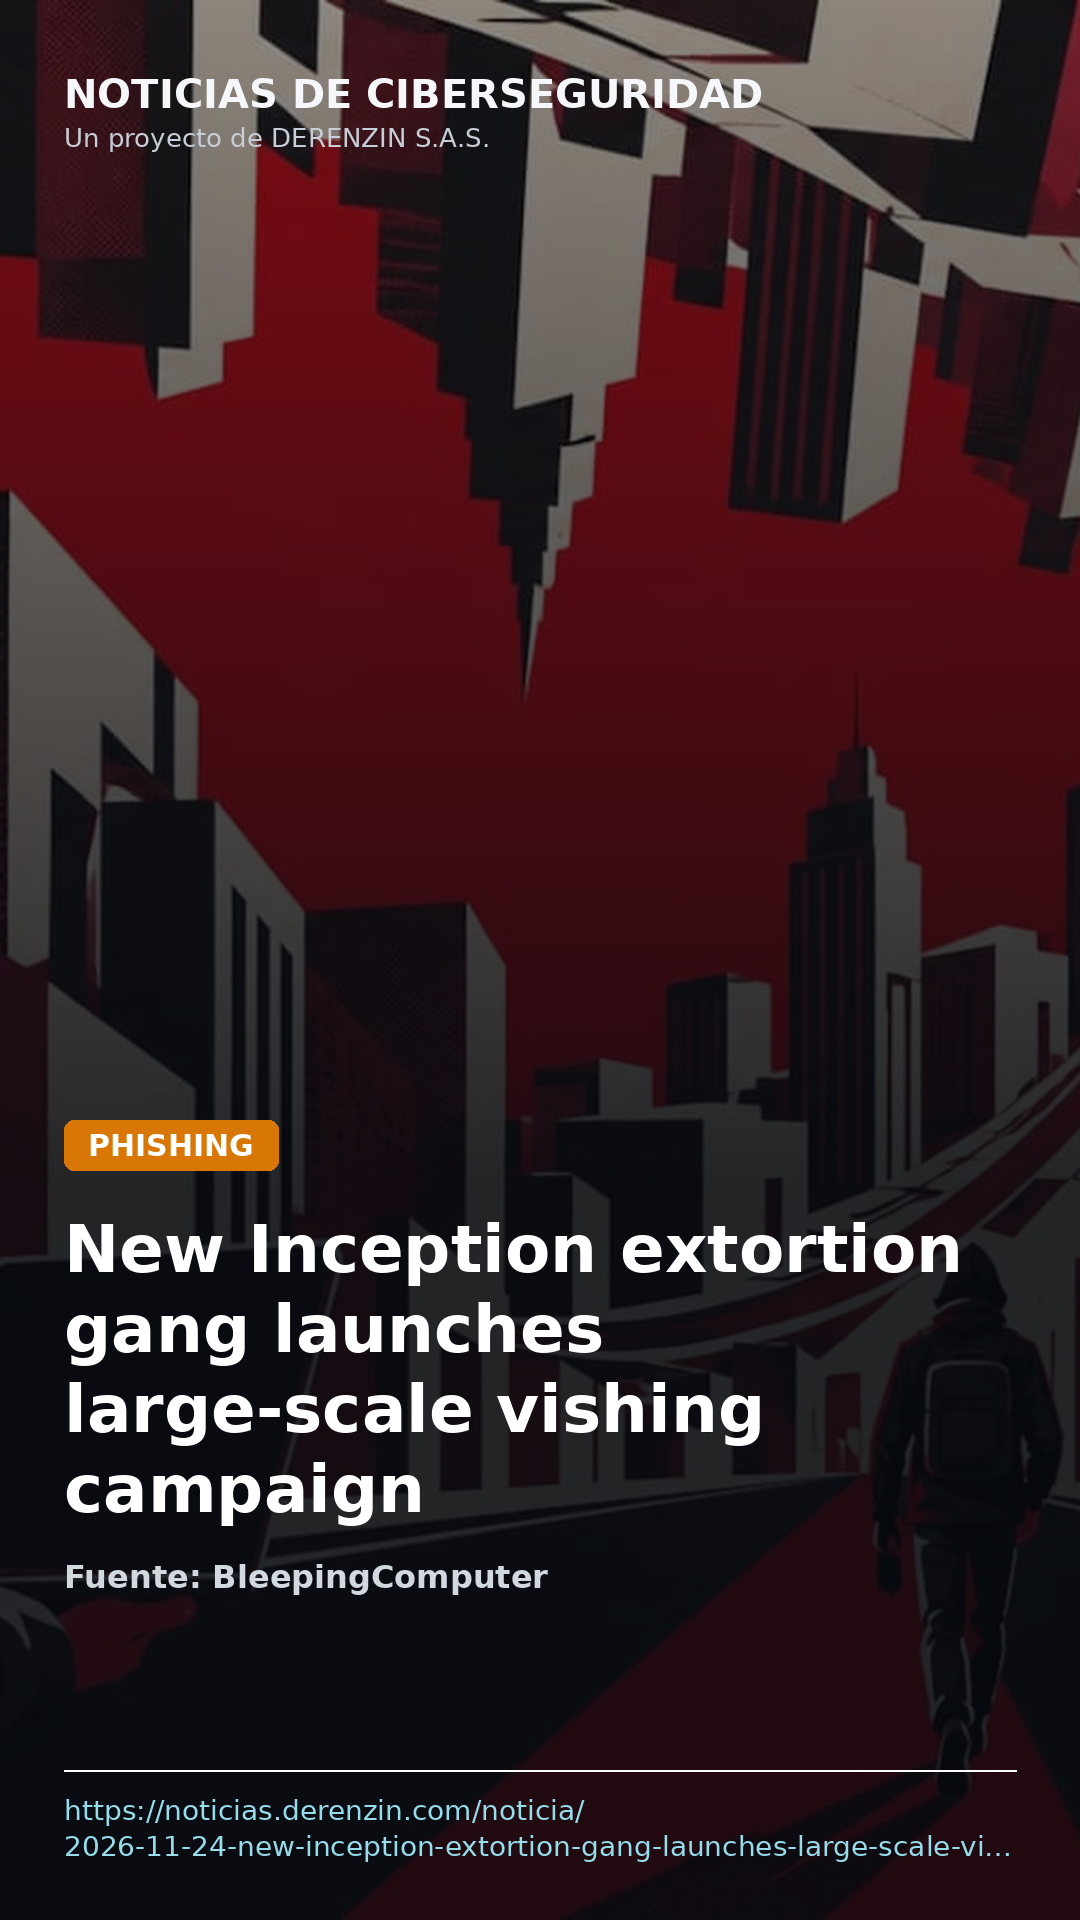 NOTICIAS DE CIBERSEGURIDAD
Un proyecto de DERENZIN S.A.S.
PHISHING
New Inception extortion
gang launches
large-scale vishing
campaign
Fuente: BleepingComputer
https://noticias.derenzin.com/noticia/
2026-11-24-new-inception-extortion-gang-launches-large-scale-vi…